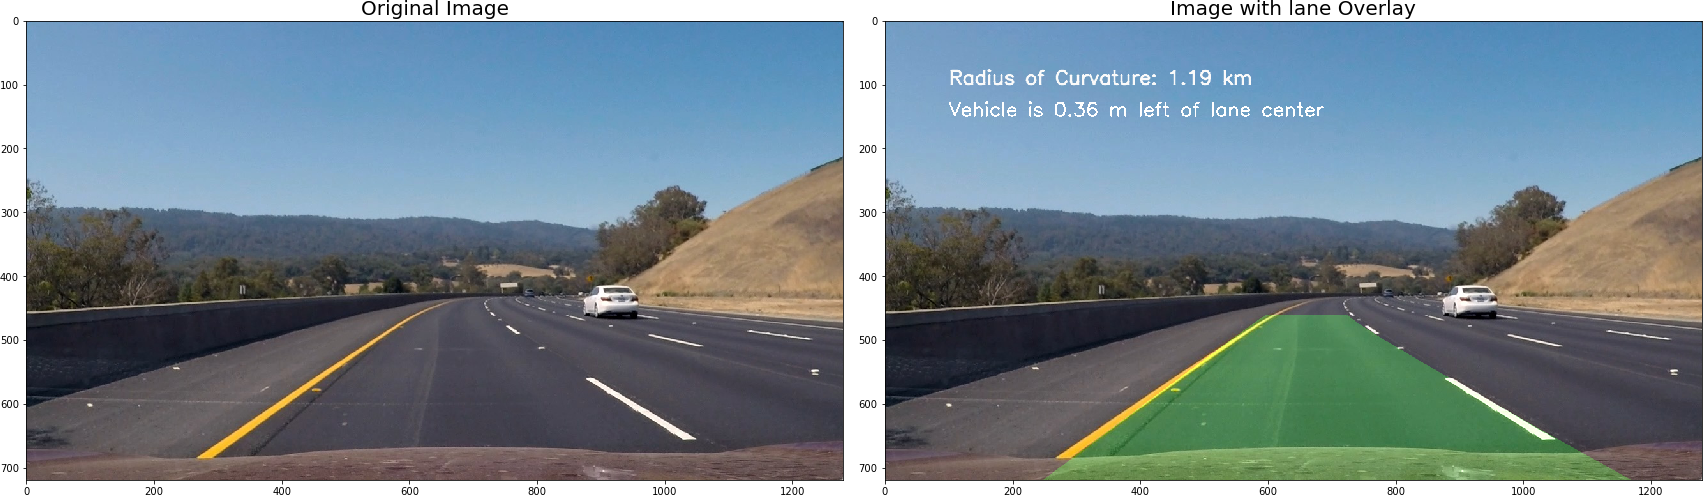 Original Image
0
100
200
300
400
500
600
700
0 200 400 600 800 1000 1200
Image with lane Overlay
Radius of Curvature: 1.19 km
Vehicle is 0.36 m left of lane center
0
100
200
300
400
500
600
700
0 200 400 600 800 1000 1200